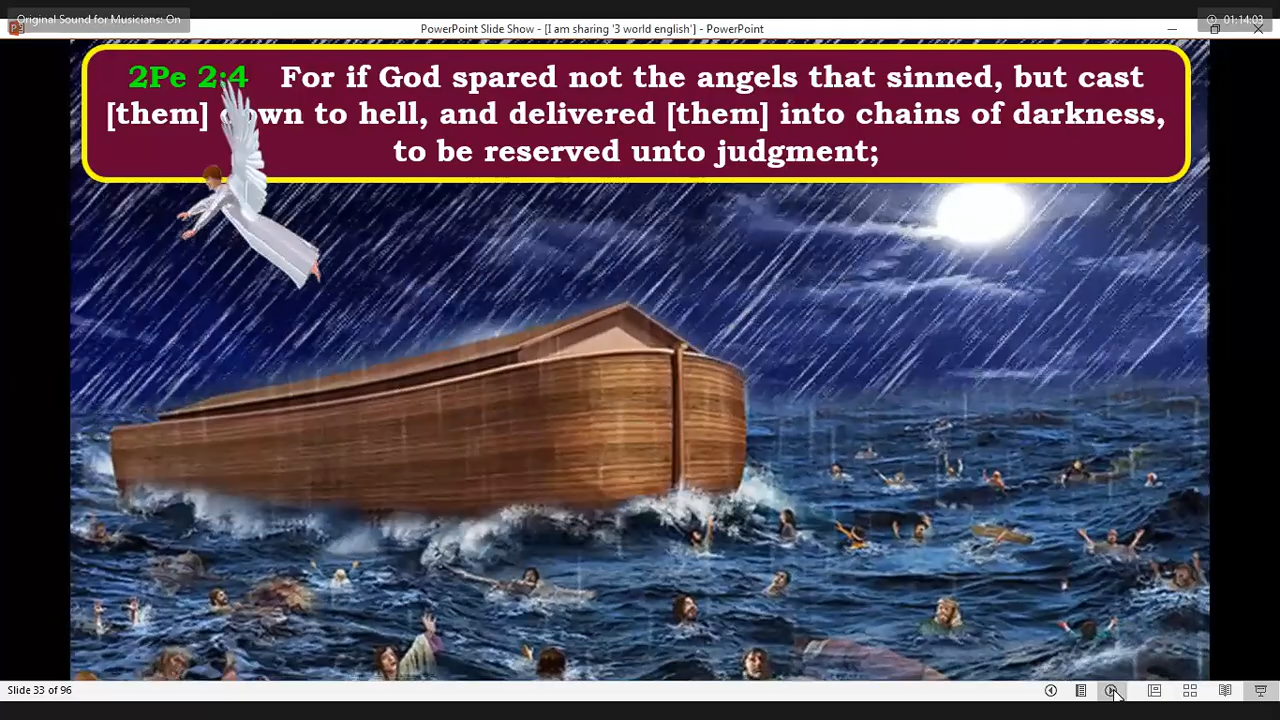 Original Sound for Musicians: On
PowerPoint Slide Show - [I am sharing '3 world english'] - PowerPoint
01:14:03
2Pe 2:4 For if God spared not the angels that sinned, but cast
[them] down to hell, and delivered [them] into chains of darkness,
to be reserved unto judgment;
Slide 33 of 96